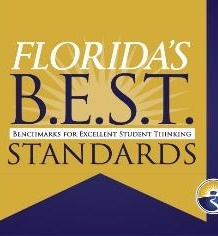 FLORIDA'S
B.E.S.T.
BENCHMARKS FOR EXCELLENT STUDENT THINKING
STANDARDS